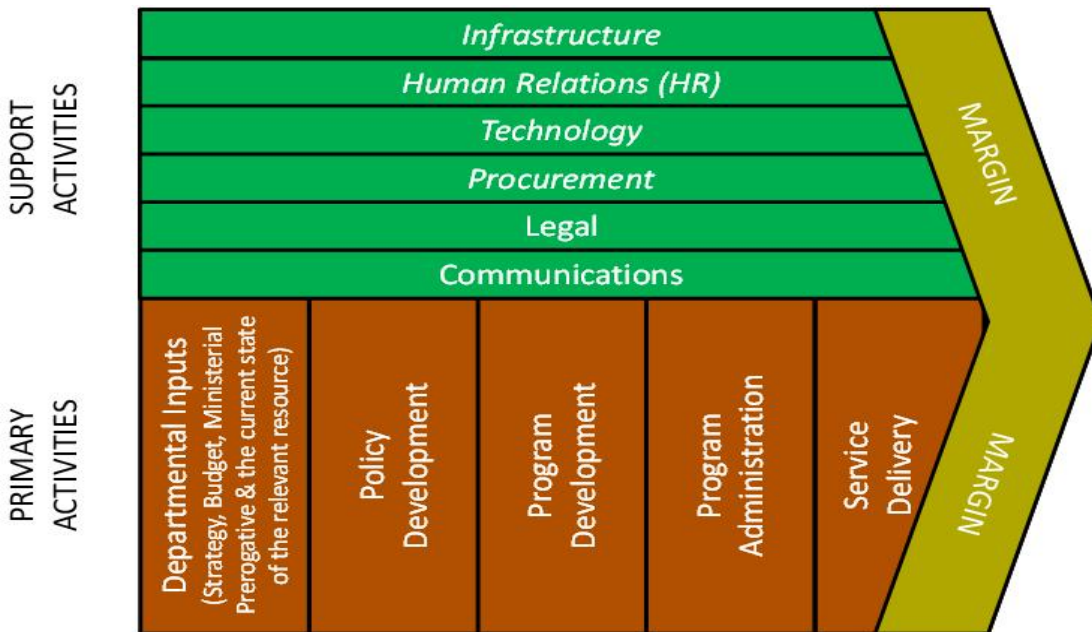 SUPPORT
ACTIVITIES
Infrastructure
Human Relations (HR)
Technology
Procurement
Legal
Communications
MARGIN
PRIMARY
ACTIVITIES
Departmental Inputs
(Strategy, Budget, Ministerial
Prerogative & the current state
of the relevant resource)
Policy
Development
Program
Development
Program
Administration
Service
Delivery
MARGIN